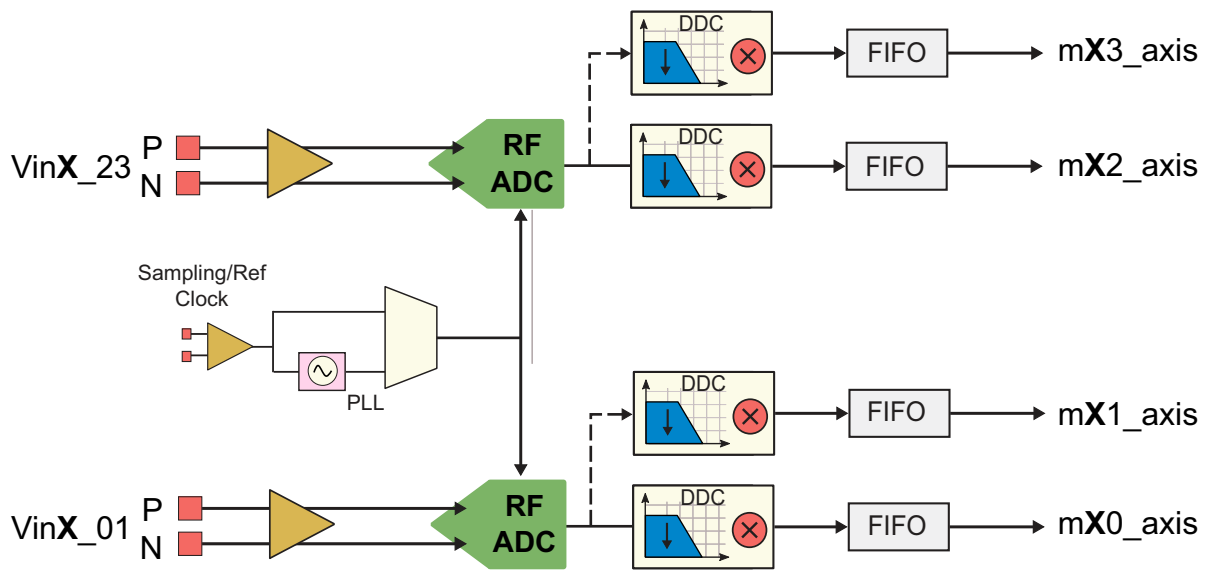 DDC
FIFO
mX3_axis
P
VinX_23
N
RF
ADC
DDC
FIFO
mX2_axis
Sampling/Ref
Clock
PLL
DDC
FIFO
mX1_axis
P
VinX_01
N
RF
ADC
DDC
FIFO
mX0_axis